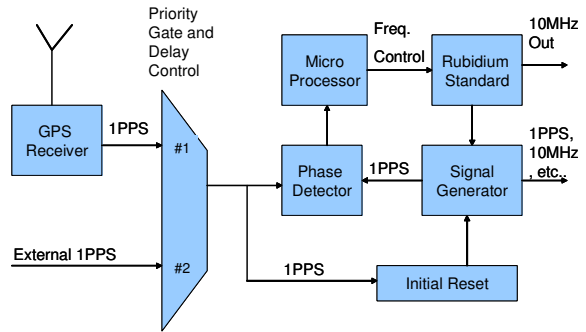 Priority
Gate and
Delay
Control
Freq.
Control
10MHz
Out
Micro
Processor
Rubidium
Standard
GPS
Receiver
1PPS
#1
Phase
Detector
1PPS
Signal
Generator
1PPS,
10MHz
, etc..
External 1PPS
#2
1PPS
Initial Reset